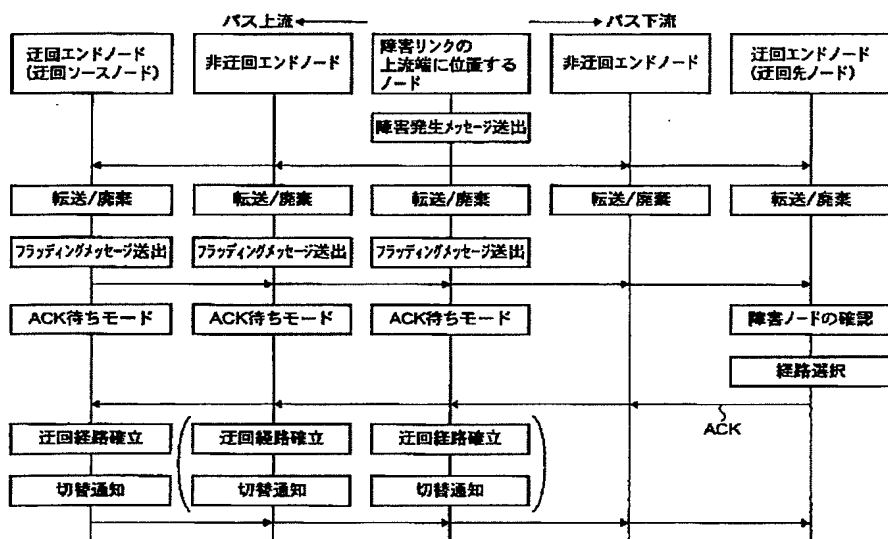 パス上流
パス下流
迂回エンドノード
(迂回ソースノード)
非迂回エンドノード
障害リンクの
上流端に位置する
ノード
非迂回エンドノード
迂回エンドノード
(迂回先ノード)
障害発生メッセージ送出
転送/廃棄
転送/廃棄
転送/廃棄
転送/廃棄
転送/廃棄
フラッディングメッセージ送出
フラッディングメッセージ送出
フラッディングメッセージ送出
ACK待ちモード
ACK待ちモード
ACK待ちモード
障害ノードの確認
経路選択
ACK
迂回経路確立
迂回経路確立
迂回経路確立
切替通知
切替通知
切替通知